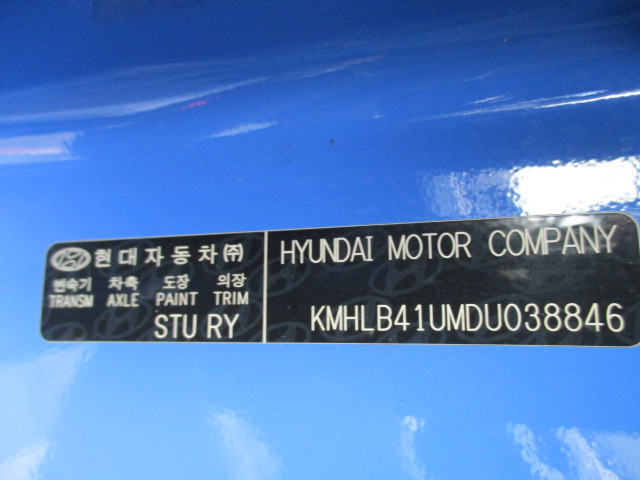 현대자동차㈜
변속기 차축 도장 의장
TRANSM AXLE PAINT TRIM
STU RY
HYUNDAI MOTOR COMPANY
KMHLB41UMDU038846